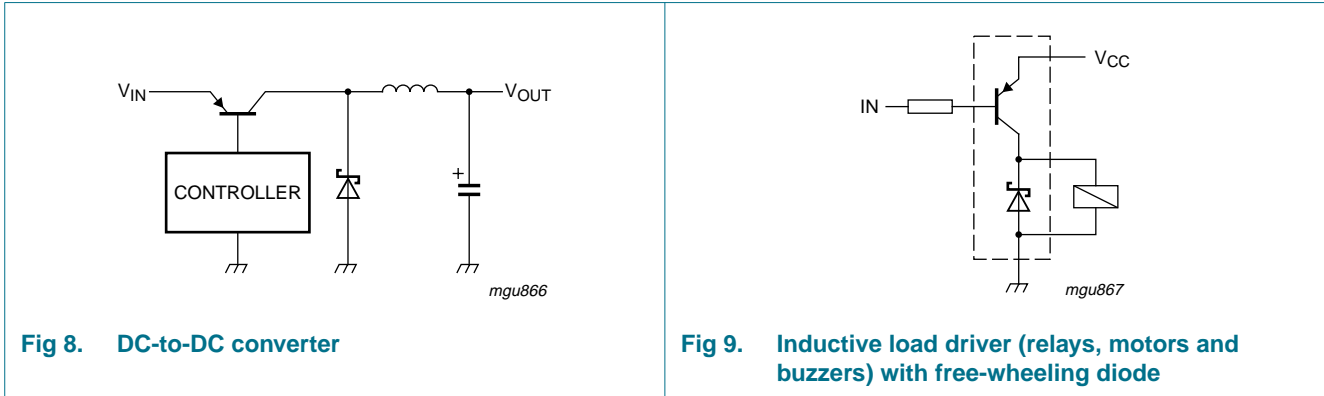 V_IN
V_OUT
CONTROLLER
+
mgu866
Fig 8. DC-to-DC converter
V_CC
IN
mgu867
Fig 9. Inductive load driver (relays, motors and
buzzers) with free-wheeling diode